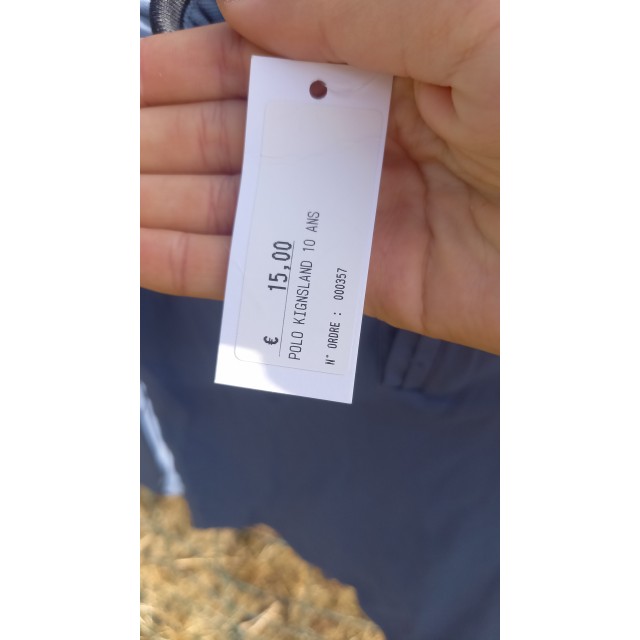 € 15,00
POLO KIGNSLAND 10 ANS
N° ORDRE : 000357